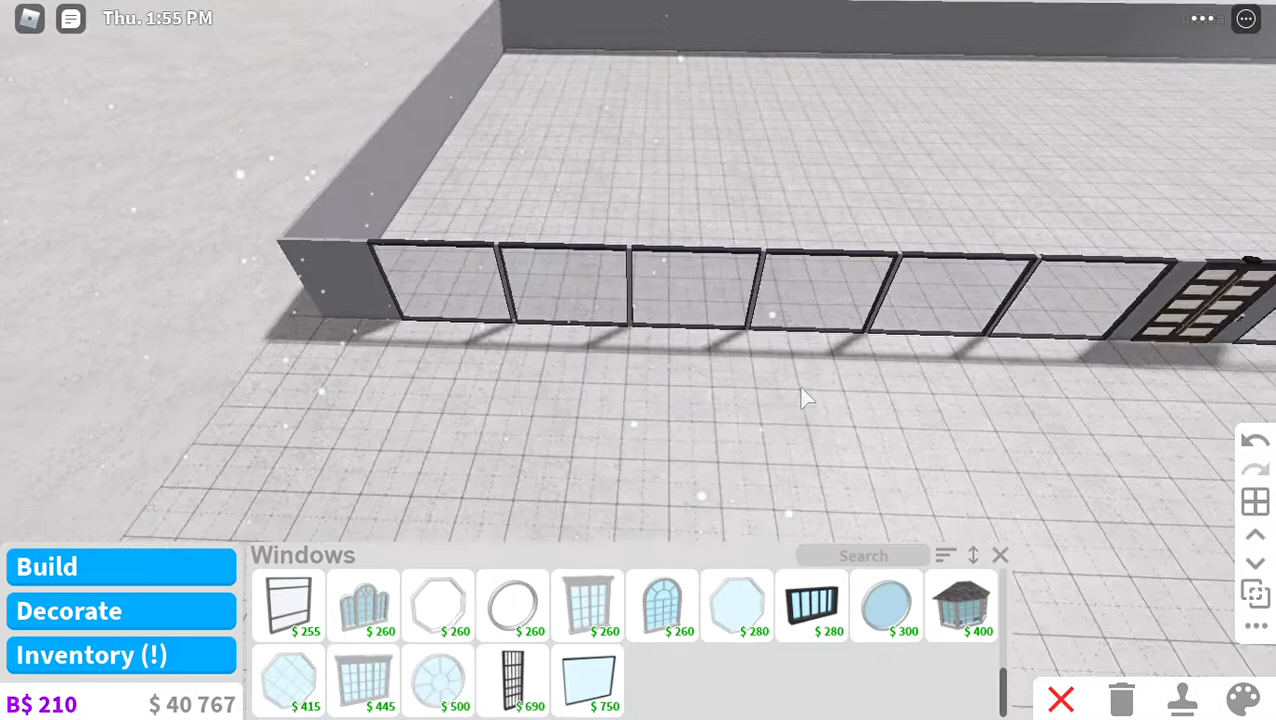 Thu. 1:55 PM
Windows
Search
Build
$ 255
$ 260
$ 260
$ 260
$ 260
$ 260
$ 280
$ 280
$ 300
$ 400
Decorate
Inventory (!)
$ 415
$ 445
$ 500
$ 690
$ 750
B$ 210
$ 40 767